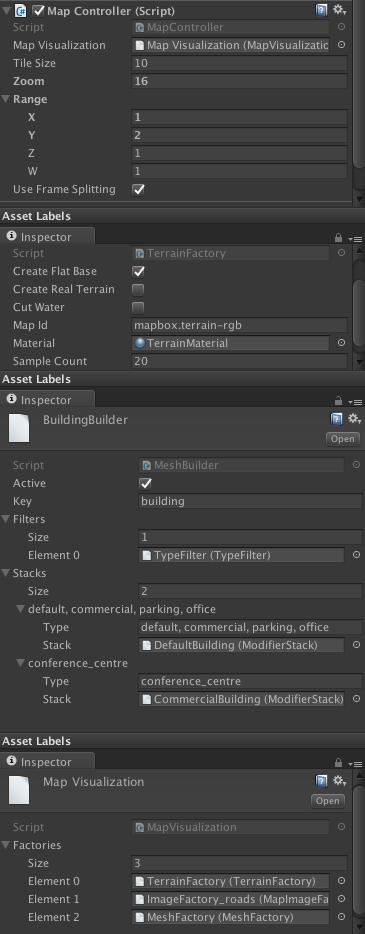 Map Controller (Script)
Script MapController
Map Visualization Map Visualization (MapVisualizatic
Tile Size 10
Zoom 16
Range
X 1
Y 2
Z 1
W 1
Use Frame Splitting
Asset Labels
Inspector
Script TerrainFactory
Create Flat Base
Create Real Terrain
Cut Water
Map Id mapbox.terrain-rgb
Material TerrainMaterial
Sample Count 20
Asset Labels
Inspector
BuildingBuilder
Open
Script MeshBuilder
Active
Key building
Filters
Size 1
Element 0 TypeFilter (TypeFilter)
Stacks
Size 2
default, commercial, parking, office
Type default, commercial, parking, office
Stack DefaultBuilding (ModifierStack)
conference_centre
Type conference_centre
Stack CommercialBuilding (ModifierStack)
Asset Labels
Inspector
Map Visualization
Open
Script MapVisualization
Factories
Size 3
Element 0 TerrainFactory (TerrainFactory)
Element 1 ImageFactory_roads (MapImageFa
Element 2 MeshFactory (MeshFactory)